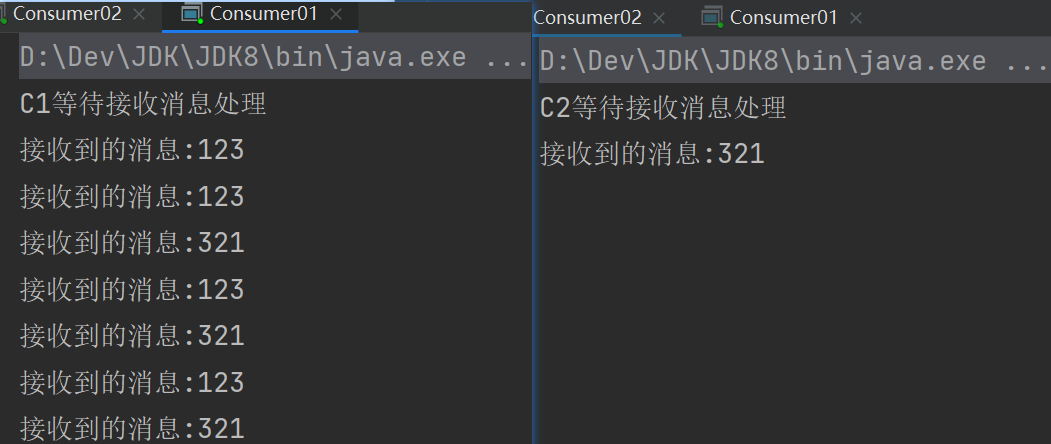 Consumer02 × Consumer01 ×
D:\Dev\JDK\JDK8\bin\java.exe ...
C1等待接收消息处理
接收到的消息:123
接收到的消息:123
接收到的消息:321
接收到的消息:123
接收到的消息:321
接收到的消息:123
接收到的消息:321
Consumer02 × Consumer01 ×
D:\Dev\JDK\JDK8\bin\java.exe ...
C2等待接收消息处理
接收到的消息:321